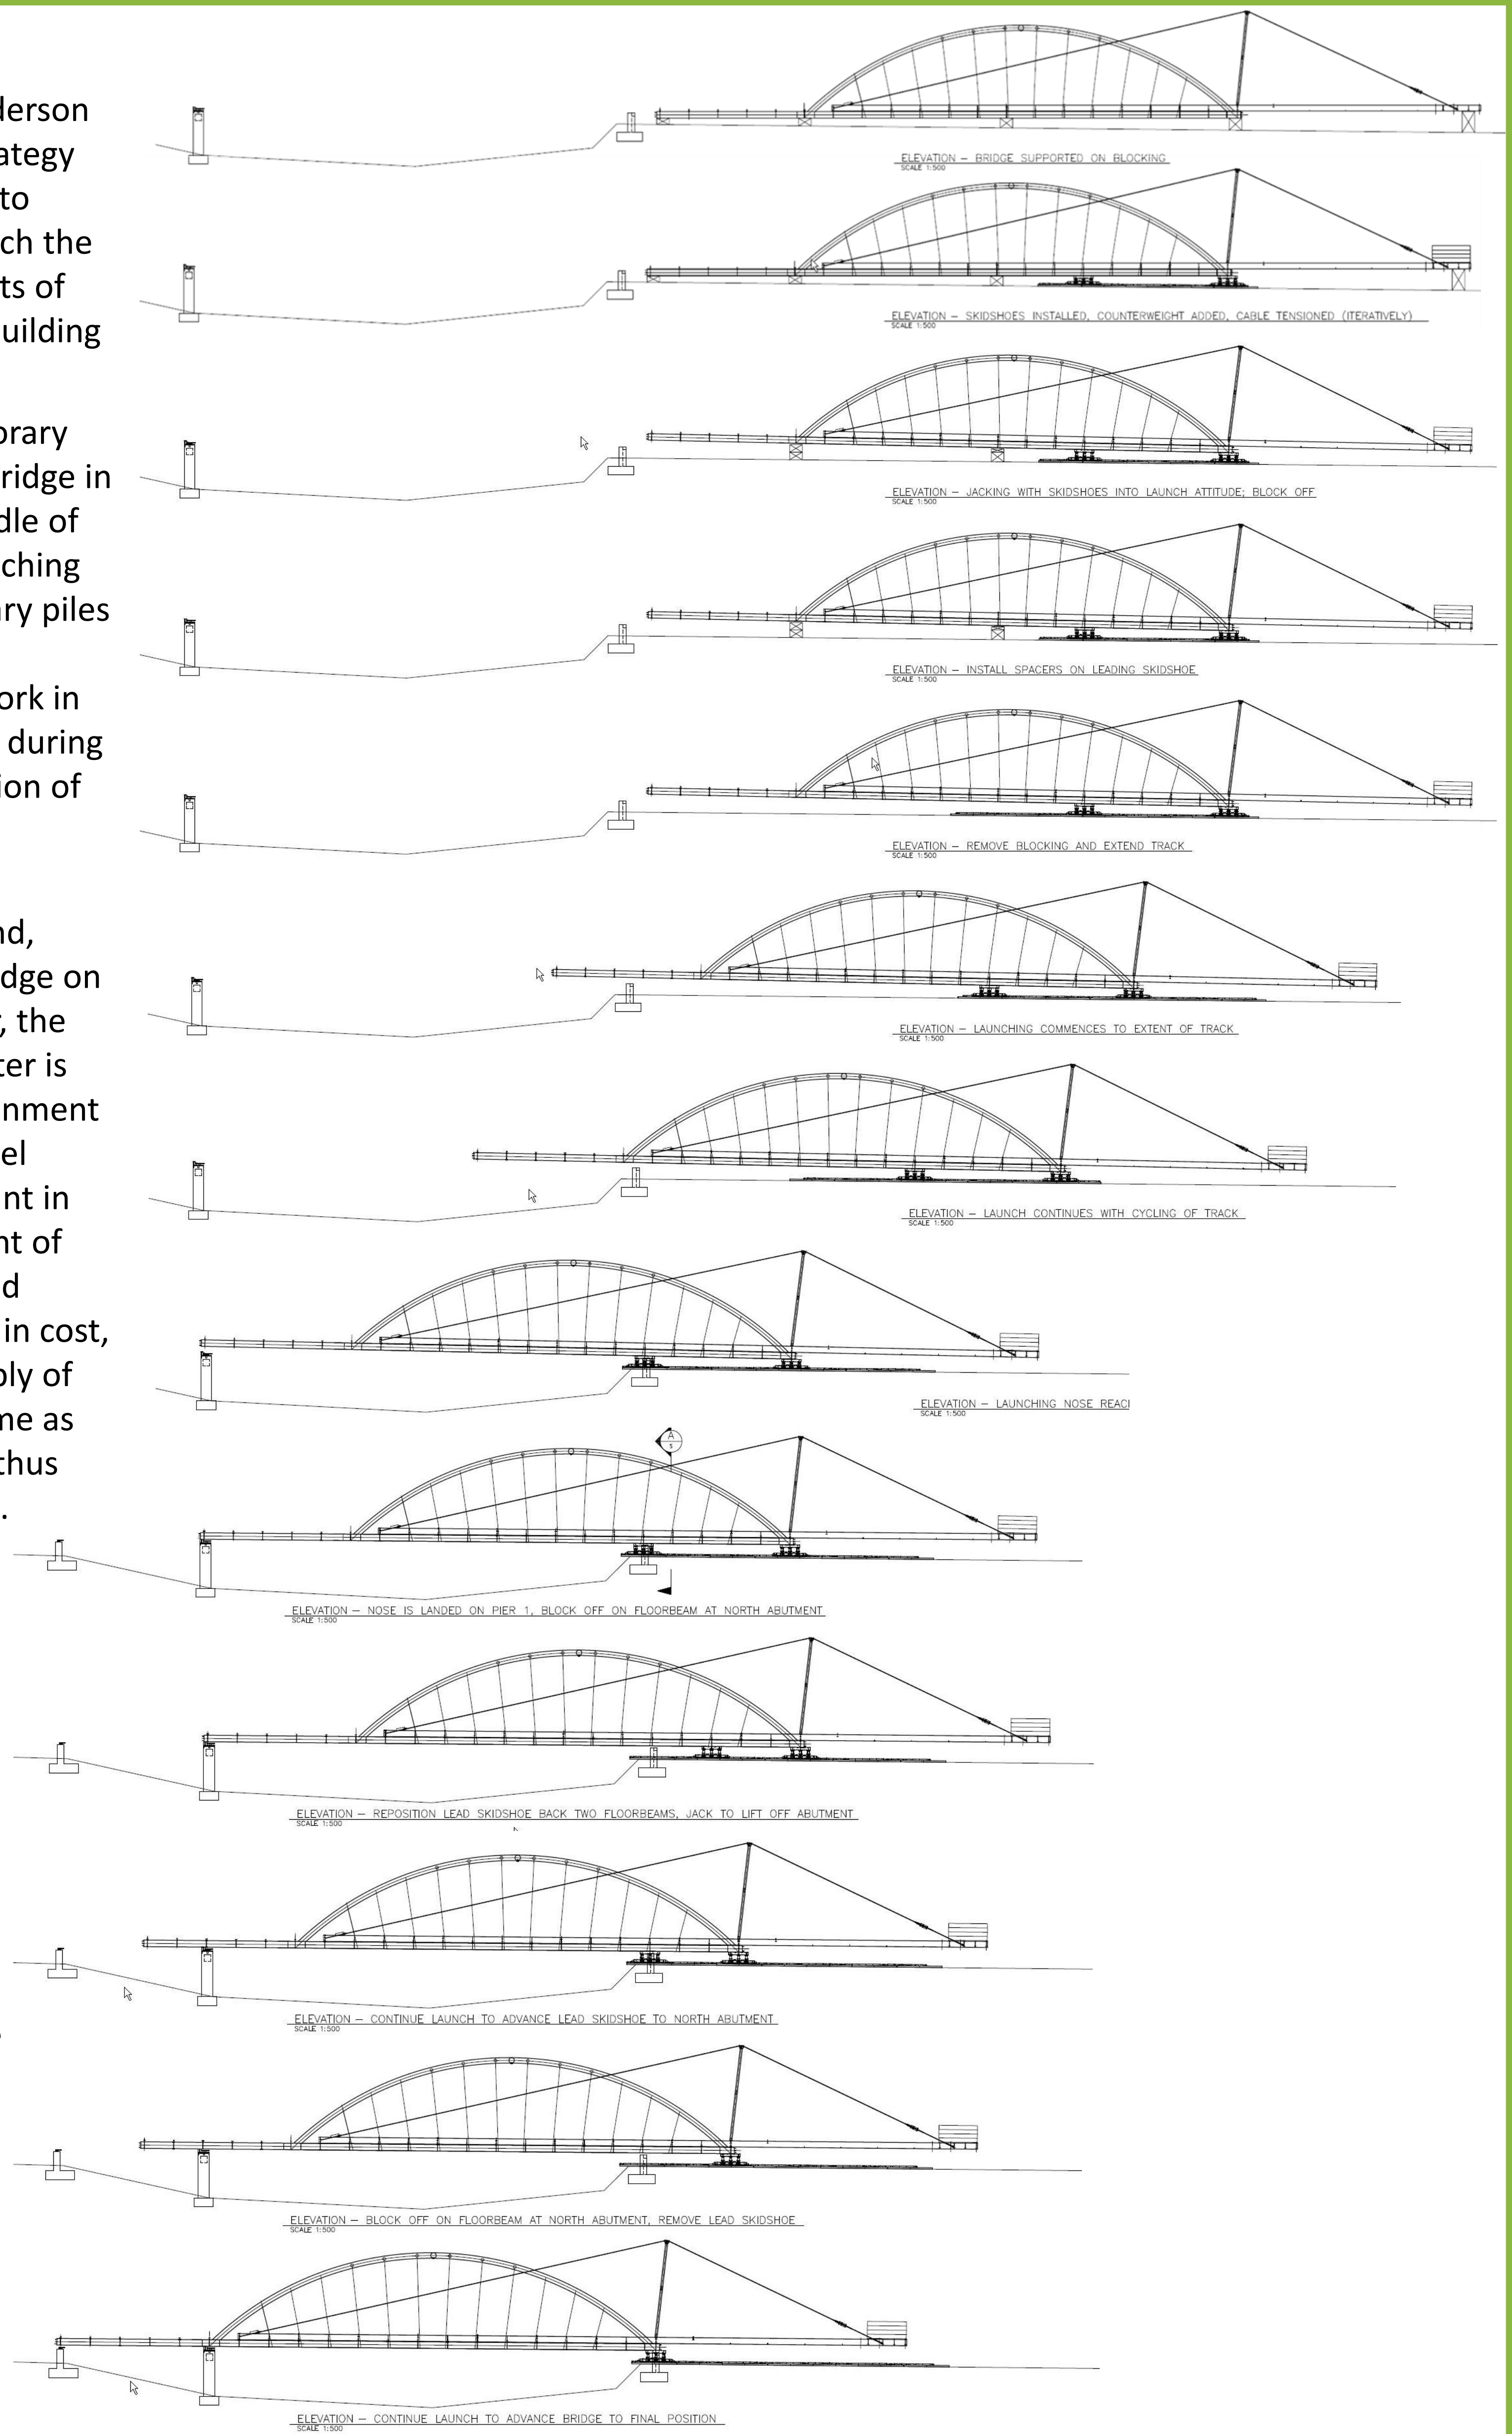 derson
ategy
to
ch the
ts of
uilding
orary
ridge in
dle of
ching
ary piles
ork in
during
ion of
nd,
dge on
, the
ter is
nment
el
nt in
nt of
d
in cost,
bly of
me as
thus
.
ELEVATION – BRIDGE SUPPORTED ON BLOCKING
SCALE 1:500
ELEVATION – SKIDSHOES INSTALLED, COUNTERWEIGHT ADDED, CABLE TENSIONED (ITERATIVELY)
SCALE 1:500
ELEVATION – JACKING WITH SKIDSHOES INTO LAUNCH ATTITUDE; BLOCK OFF
SCALE 1:500
ELEVATION – INSTALL SPACERS ON LEADING SKIDSHOE
SCALE 1:500
ELEVATION – REMOVE BLOCKING AND EXTEND TRACK
SCALE 1:500
ELEVATION – LAUNCHING COMMENCES TO EXTENT OF TRACK
SCALE 1:500
ELEVATION – LAUNCH CONTINUES WITH CYCLING OF TRACK
SCALE 1:500
ELEVATION – LAUNCHING NOSE REACI
SCALE 1:500
A
ELEVATION – NOSE IS LANDED ON PIER 1, BLOCK OFF ON FLOORBEAM AT NORTH ABUTMENT
SCALE 1:500
ELEVATION – REPOSITION LEAD SKIDSHOE BACK TWO FLOORBEAMS, JACK TO LIFT OFF ABUTMENT
SCALE 1:500
ELEVATION – CONTINUE LAUNCH TO ADVANCE LEAD SKIDSHOE TO NORTH ABUTMENT
SCALE 1:500
ELEVATION – BLOCK OFF ON FLOORBEAM AT NORTH ABUTMENT, REMOVE LEAD SKIDSHOE
SCALE 1:500
ELEVATION – CONTINUE LAUNCH TO ADVANCE BRIDGE TO FINAL POSITION
SCALE 1:500